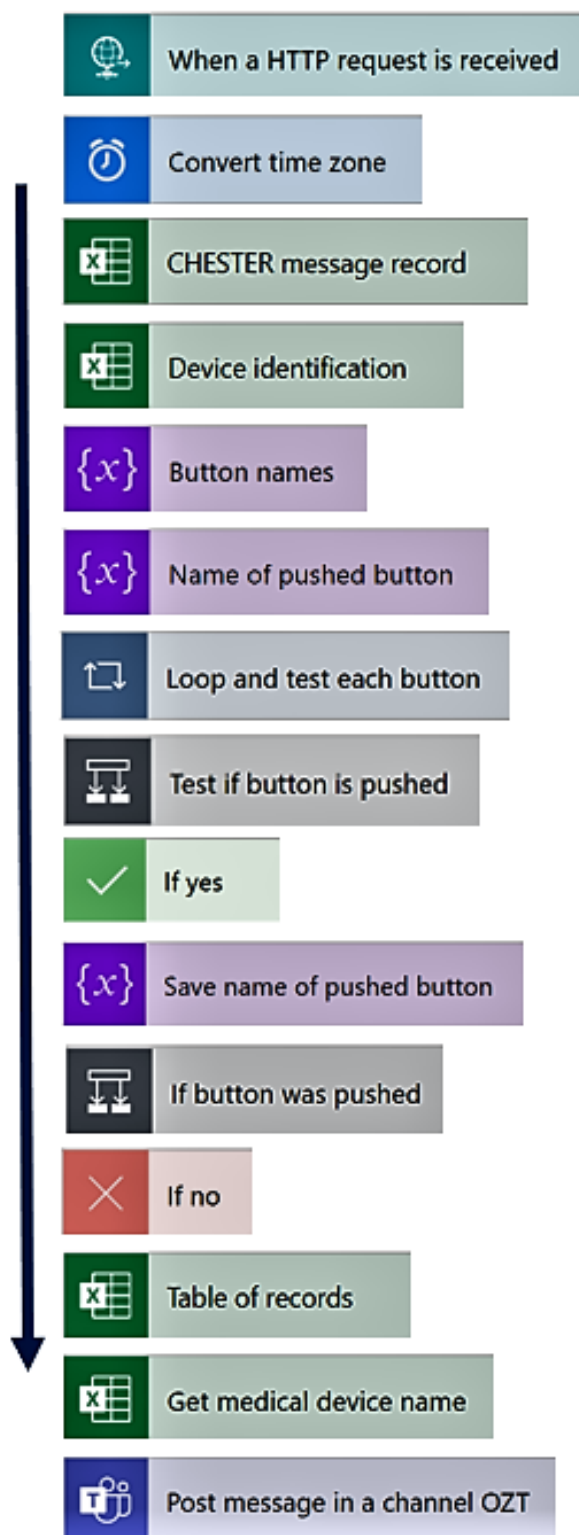 When a HTTP request is received
Convert time zone
X CHESTER message record
X Device identification
{x} Button names
{x} Name of pushed button
Loop and test each button
Test if button is pushed
If yes
{x} Save name of pushed button
If button was pushed
If no
X Table of records
X Get medical device name
T Post message in a channel OZT